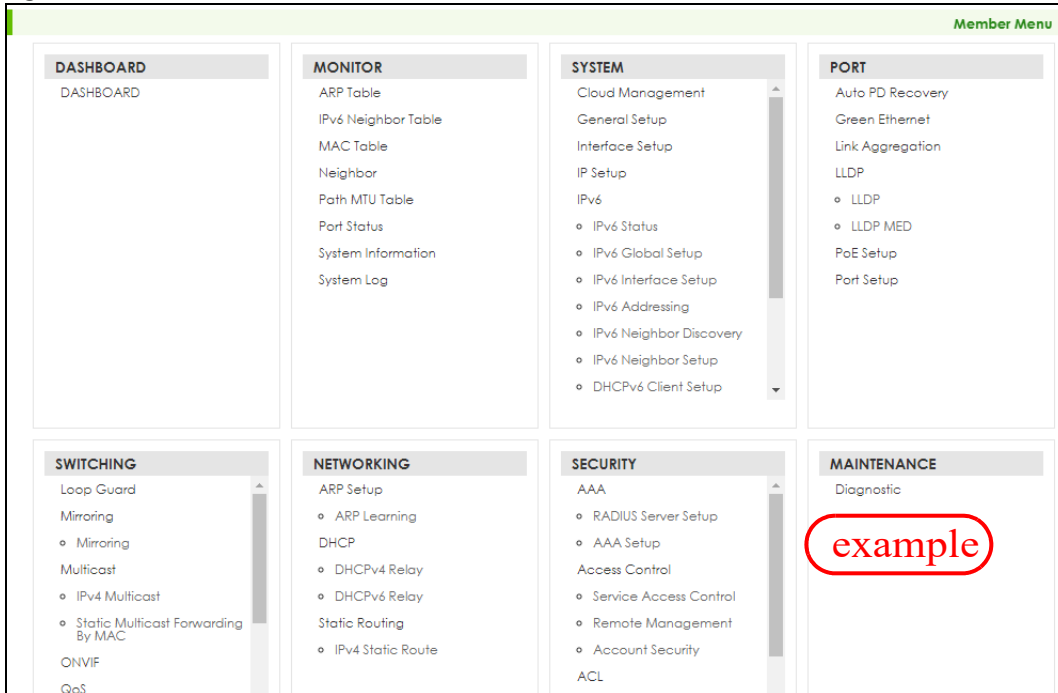 Member Menu
DASHBOARD
DASHBOARD
MONITOR
ARP Table
IPv6 Neighbor Table
MAC Table
Neighbor
Path MTU Table
Port Status
System Information
System Log
SYSTEM
Cloud Management
General Setup
Interface Setup
IP Setup
IPv6
IPv6 Status
IPv6 Global Setup
IPv6 Interface Setup
IPv6 Addressing
IPv6 Neighbor Discovery
IPv6 Neighbor Setup
DHCPv6 Client Setup
PORT
Auto PD Recovery
Green Ethernet
Link Aggregation
LLDP
LLDP
LLDP MED
PoE Setup
Port Setup
SWITCHING
Loop Guard
Mirroring
Mirroring
Multicast
IPv4 Multicast
Static Multicast Forwarding
By MAC
ONVIF
QoS
NETWORKING
ARP Setup
ARP Learning
DHCP
DHCPv4 Relay
DHCPv6 Relay
Static Routing
IPv4 Static Route
SECURITY
AAA
RADIUS Server Setup
AAA Setup
Access Control
Service Access Control
Remote Management
Account Security
ACL
MAINTENANCE
Diagnostic
example